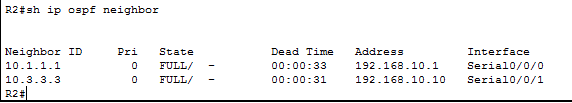 R2#sh ip ospf neighbor
Neighbor ID     Pri   State           Dead Time   Address         Interface
10.1.1.1          0   FULL/  -        00:00:33    192.168.10.1    Serial0/0/0
10.3.3.3          0   FULL/  -        00:00:31    192.168.10.10   Serial0/0/1
R2#